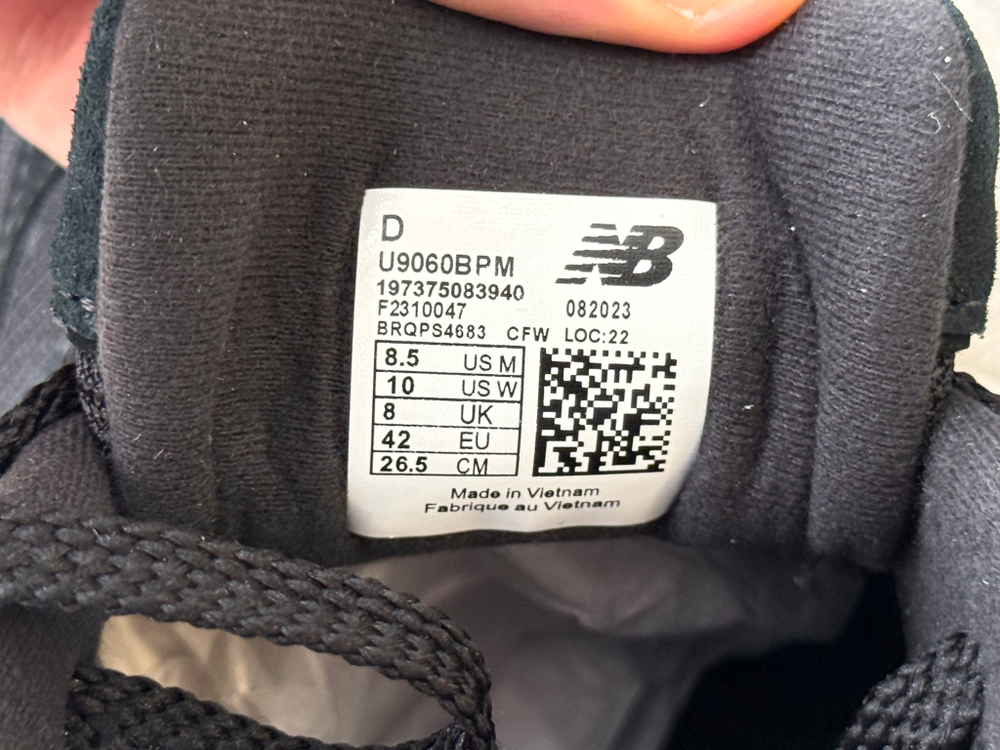 D
NB
U9060BPM
197375083940
F2310047 082023
BRQPS4683 CFW LOC:22
8.5 US M
10 US W
8 UK
42 EU
26.5 CM
Made in Vietnam
Fabrique au Vietnam